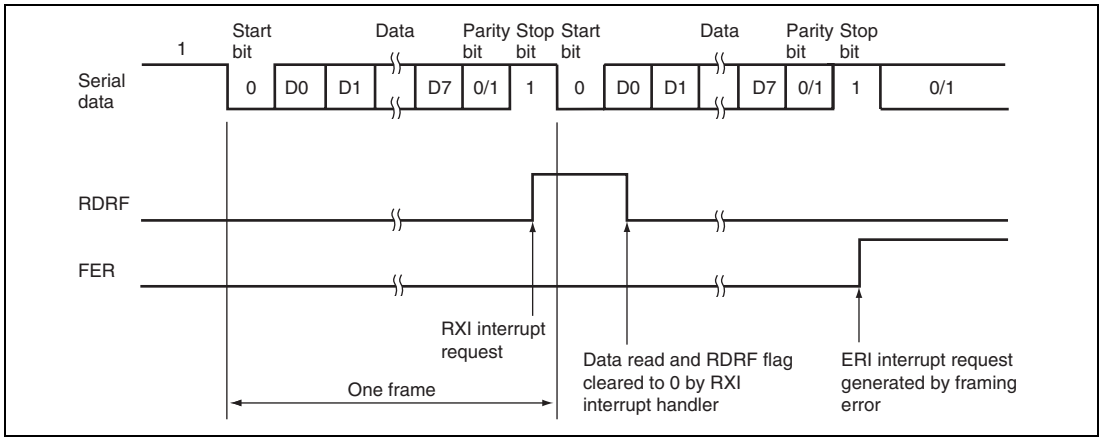 Start Data Parity Stop Start Data Parity Stop
1 bit bit bit bit bit bit
Serial data 0 D0 D1 D7 0/1 1 0 D0 D1 D7 0/1 1 0/1
RDRF
FER
RXI interrupt
request
Data read and RDRF flag
cleared to 0 by RXI
interrupt handler
ERI interrupt request
generated by framing
error
One frame